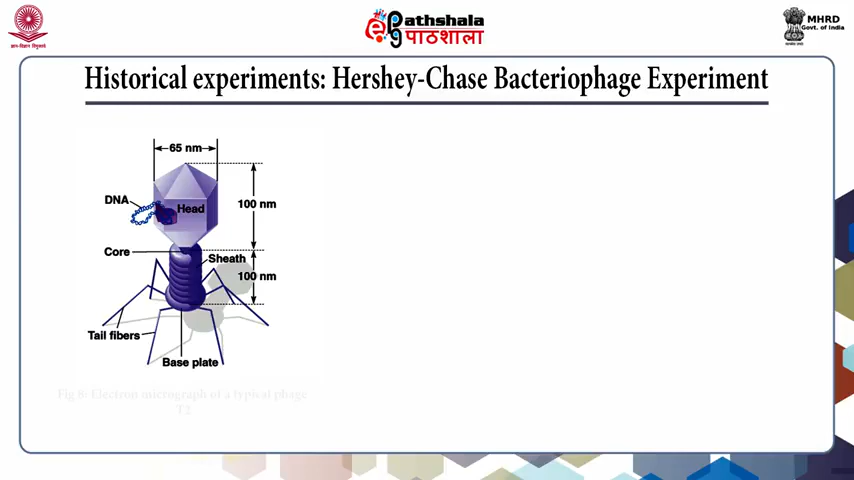 ePathshala
पाठशाला
MHRD
Govt. of India
Historical experiments: Hershey-Chase Bacteriophage Experiment
65 nm
DNA
Head
100 nm
Core
Sheath
100 nm
Tail fibers
Base plate
Fig 8: Electron micrograph of a typical phage
T2